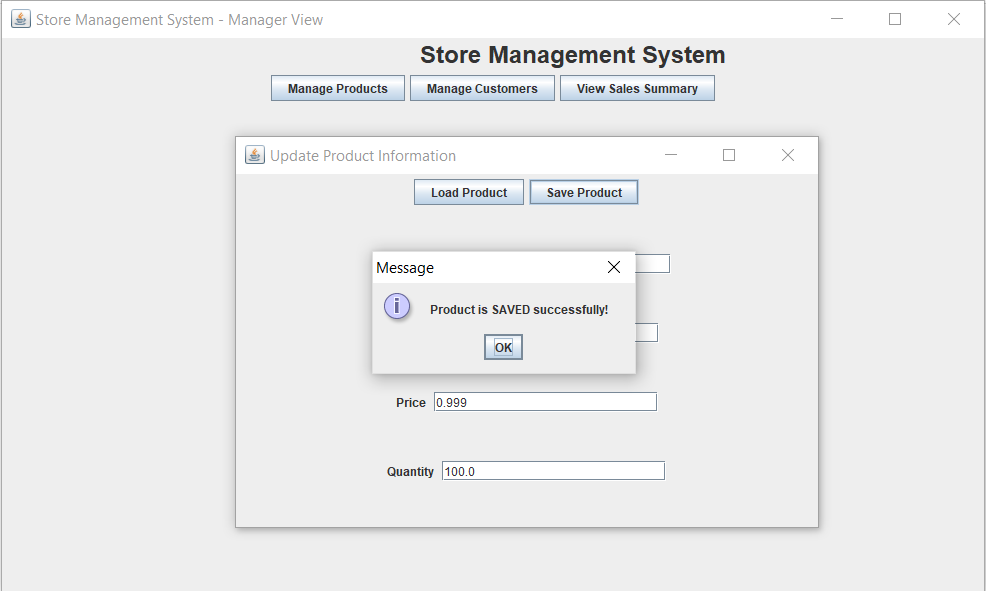 Store Management System - Manager View
Store Management System
Manage Products Manage Customers View Sales Summary
Update Product Information
Load Product Save Product
Message
Product is SAVED successfully!
OK
Price 0.999
Quantity 100.0